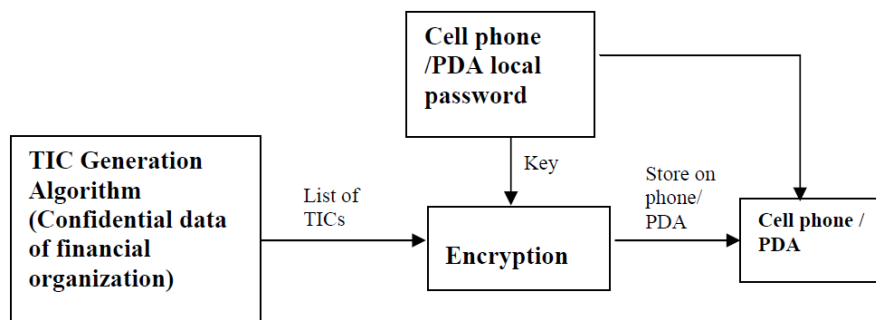 Cell phone
/PDA local
password
TIC Generation
Algorithm
(Confidential data
of financial
organization)
List of
TICs
Key
Encryption
Store on
phone/
PDA
Cell phone /
PDA